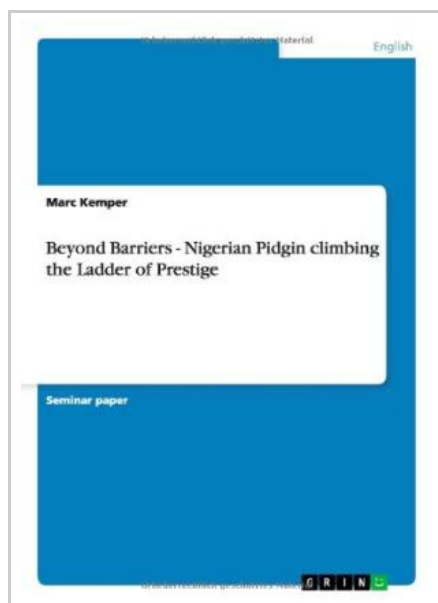 English
Marc Kemper
Beyond Barriers - Nigerian Pidgin climbing
the Ladder of Prestige
Seminar paper
GRIN